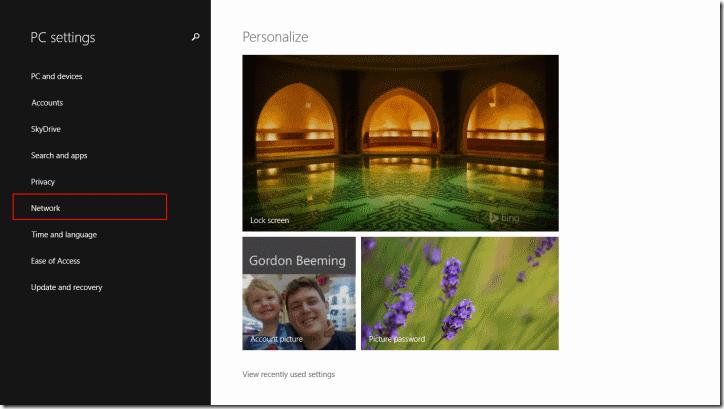 PC settings
PC and devices
Accounts
SkyDrive
Search and apps
Privacy
Network
Time and language
Ease of Access
Update and recovery
Personalize
Lock screen
bing
Gordon Beeming
Account picture
Picture password
View recently used settings